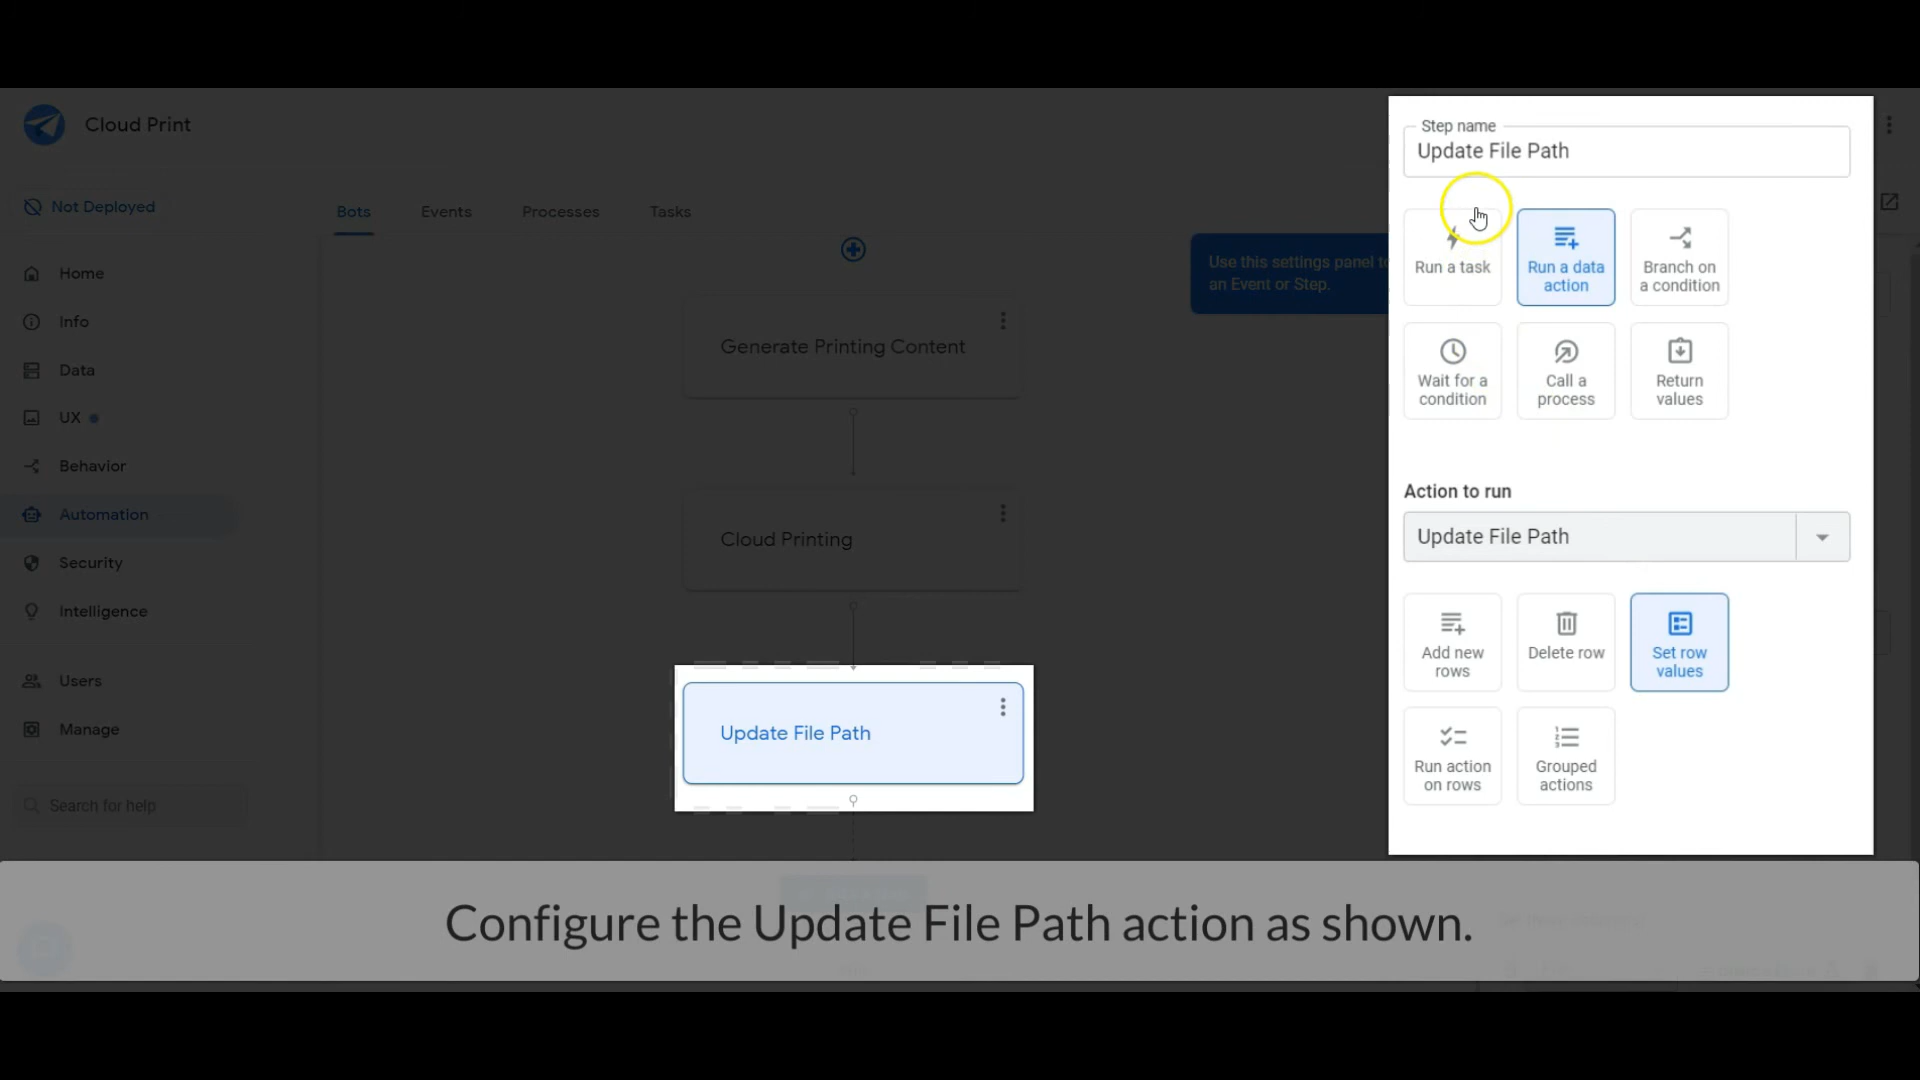 Cloud Print
Not Deployed
Home
Info
Data
UX
Behavior
Automation
Security
Intelligence
Users
Manage
Search for help
Bots
Events
Processes
Tasks
Generate Printing Content
Cloud Printing
Update File Path
Use this settings panel to
an Event or Step.
Step name
Update File Path
Run a task
Run a data
action
Branch on
a condition
Wait for a
condition
Call a
process
Return
values
Action to run
Update File Path
Add new
rows
Delete row
Set row
values
Run action
on rows
Grouped
actions
Configure the Update File Path action as shown.